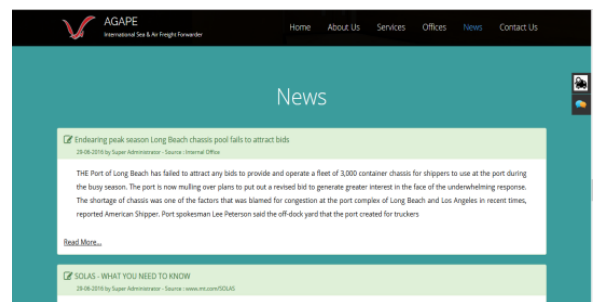 AGAPE
International Sea & Air Freight Forwarder
Home About Us Services Offices News Contact Us
News
Endearing peak season Long Beach chassis pool fails to attract bids
29-06-2016 by Super Administrator - Source : Internal Office
THE Port of Long Beach has failed to attract any bids to provide and operate a fleet of 3,000 container chassis for shippers to use at the port during
the busy season. The port is now mulling over plans to put out a revised bid to generate greater interest in the face of the underwhelming response.
The shortage of chassis was one of the factors that was blamed for congestion at the port complex of Long Beach and Los Angeles in recent times,
reported American Shipper. Port spokesman Lee Peterson said the off-dock yard that the port created for truckers
Read More...
SOLAS - WHAT YOU NEED TO KNOW
29-06-2016 by Super Administrator - Source : www.mt.com/SOLAS